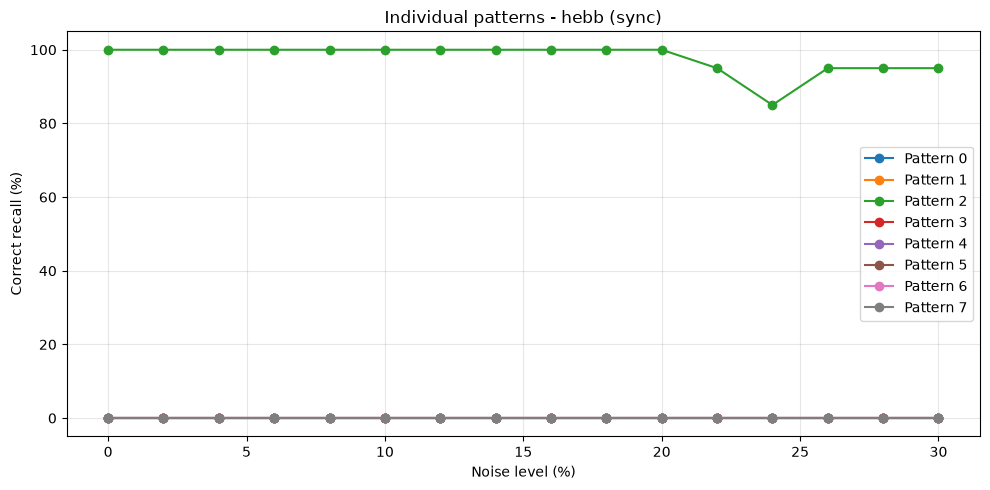 Individual patterns - hebb (sync)
Correct recall (%)
100
80
60
40
20
0
Pattern 0
Pattern 1
Pattern 2
Pattern 3
Pattern 4
Pattern 5
Pattern 6
Pattern 7
0 5 10 15 20 25 30
Noise level (%)